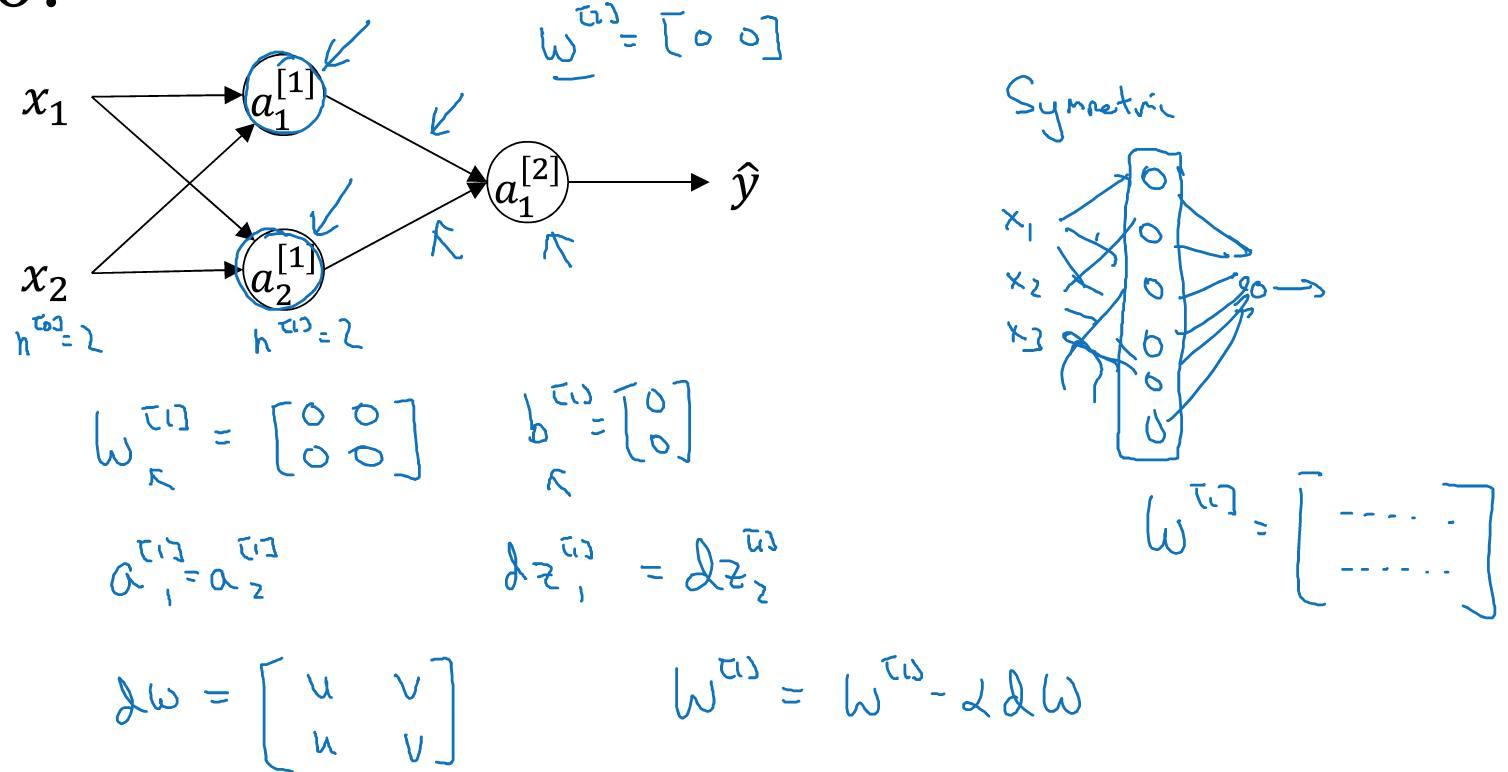 W^[2] = [0 0]
x_1
a_1^[1]
a_1^[2]
ŷ
x_2
a_2^[1]
n^[0] = 2
n^[1] = 2
W^[1] = [0 0
0 0]
b^[1] = [0
0]
a_1^[1] = a_2^[1]
dz_1^[1] = dz_2^[1]
dW = [u v
u v]
W^[1] = W^[1] - α dW
Symmetric
x_1
x_2
x_3
W^[1] = [-----
------]